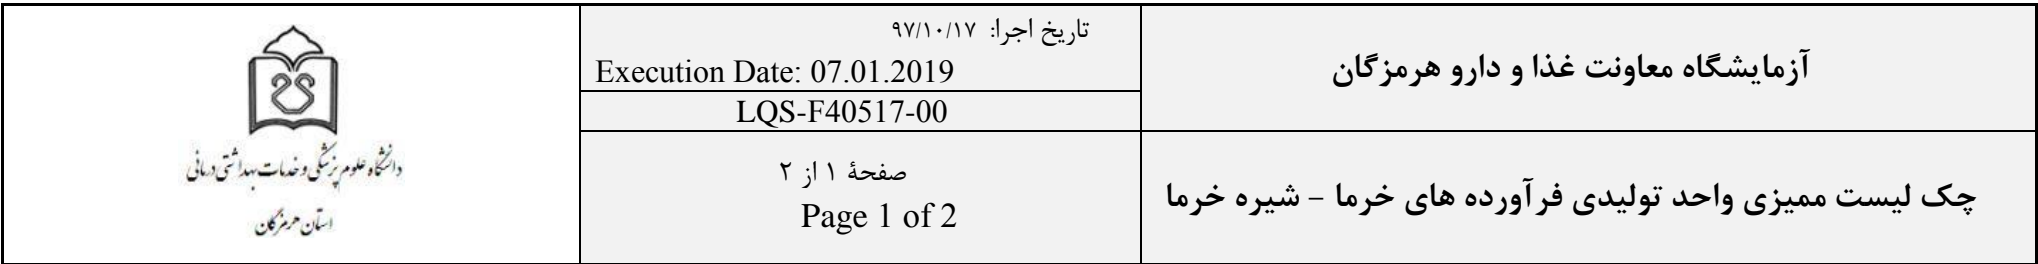 آزمایشگاه معاونت غذا و دارو هرمزگان
چک لیست ممیزی واحد تولیدی فرآورده های خرما – شیره خرما
تاریخ اجرا: ۹۷/۱۰/۱۷
Execution Date: 07.01.2019
LQS-F40517-00
صفحۀ ۱ از ۲
Page 1 of 2
دانشگاه علوم پزشکی و خدمات بهداشتی درمانی
استان هرمزگان